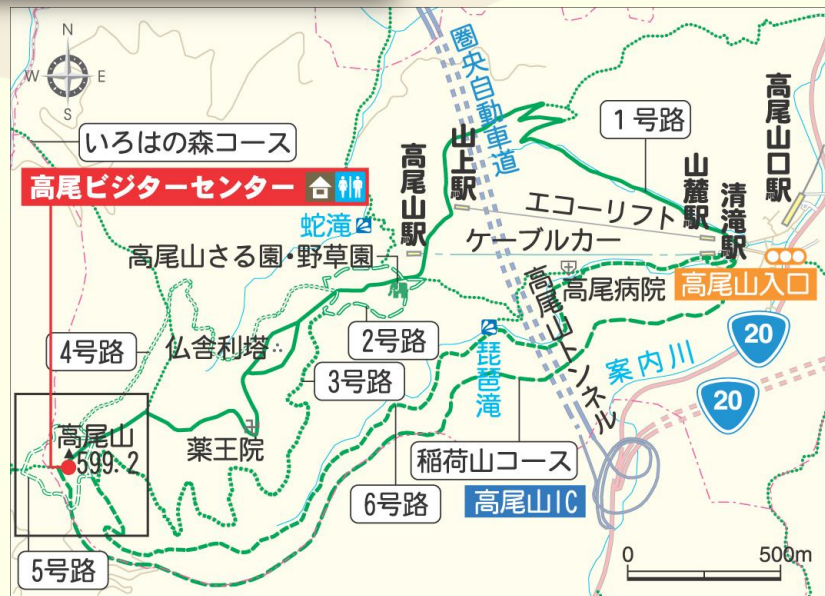 N
W
E
S
いろはの森コース
高尾ビジターセンター
蛇滝
高尾山さる園・野草園
高尾山駅
山上駅
圏央自動車道
1号路
高尾山口駅
山麓駅
清滝駅
エコーリフト
ケーブルカー
高尾病院
高尾山入口
高尾山トンネル
琵琶滝
案内川
20
20
4号路
仏舎利塔
2号路
3号路
薬王院
高尾山
599.2
稲荷山コース
6号路
高尾山IC
5号路
0
500m